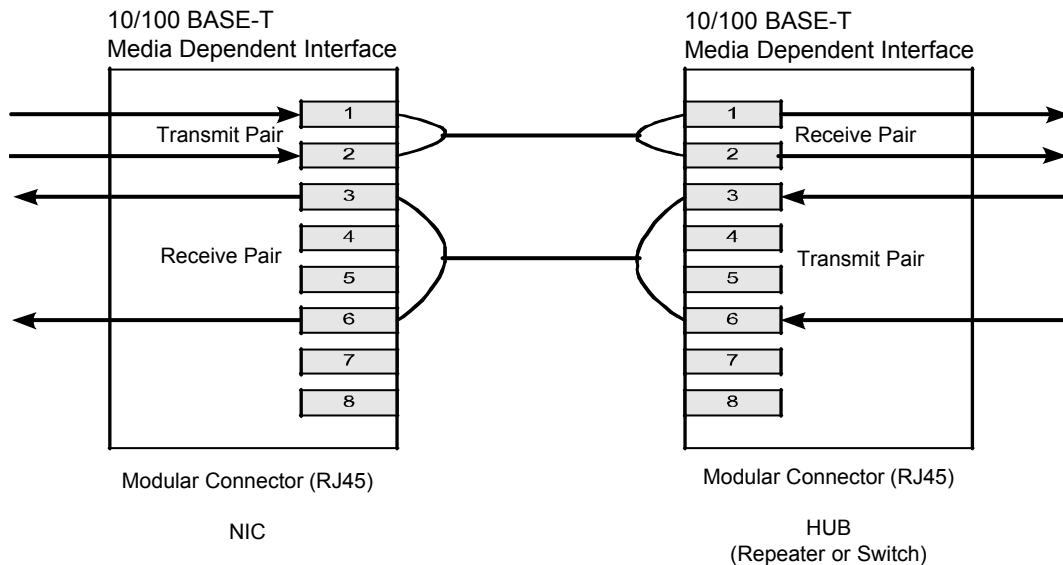 10/100 BASE-T
Media Dependent Interface
10/100 BASE-T
Media Dependent Interface
1
Transmit Pair
2
3
4
Receive Pair
5
6
7
8
1
Receive Pair
2
3
4
Transmit Pair
5
6
7
8
Modular Connector (RJ45)
NIC
Modular Connector (RJ45)
HUB
(Repeater or Switch)